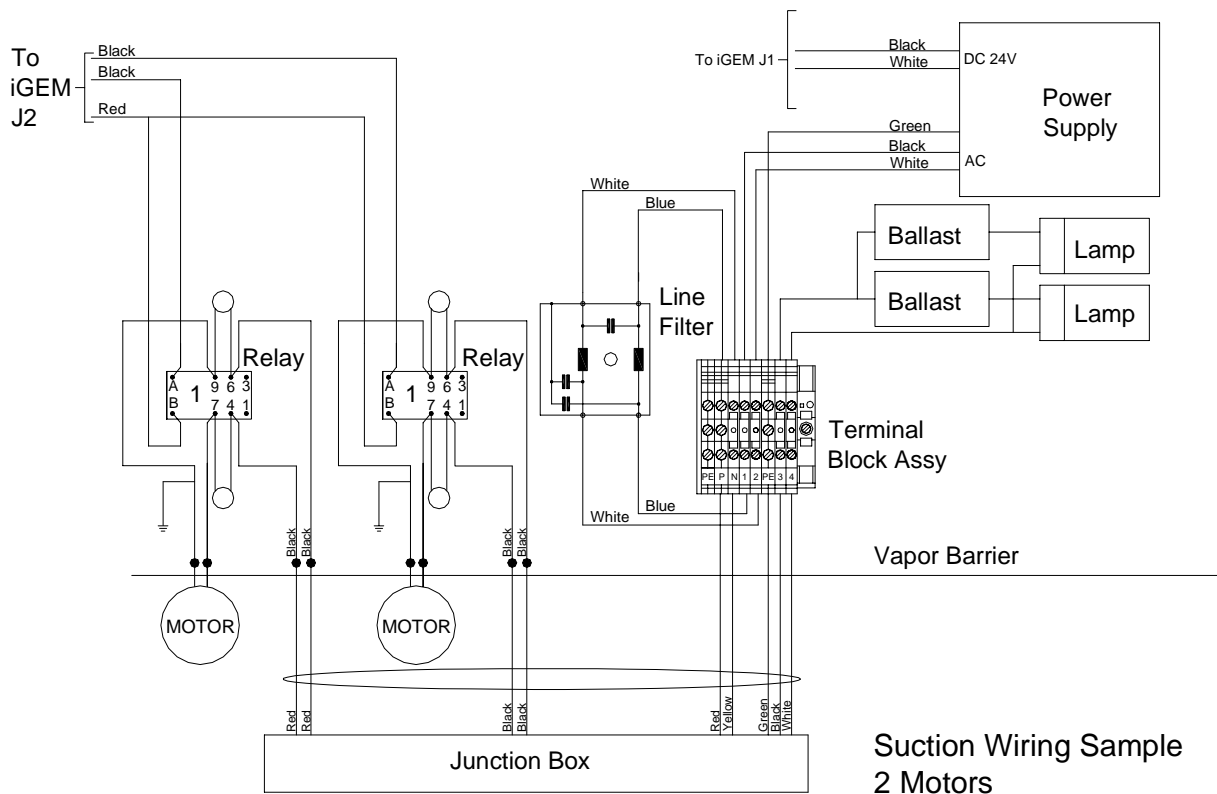 To
iGEM
J2
Black
Black
Red
To iGEM J1
Black
White
DC 24V
Power
Supply
Green
Black
White
AC
White
Blue
Ballast
Lamp
Ballast
Lamp
Line
Filter
Relay
A 1 9 6 3
B 7 4 1
Relay
A 1 9 6 3
B 7 4 1
Terminal
Block Assy
PE P N 1 2 PE 3 4
Blue
White
Black
Black
Black
Black
Vapor Barrier
MOTOR
MOTOR
Red
Red
Black
Black
Red
Yellow
Green
Black
White
Junction Box
Suction Wiring Sample
2 Motors